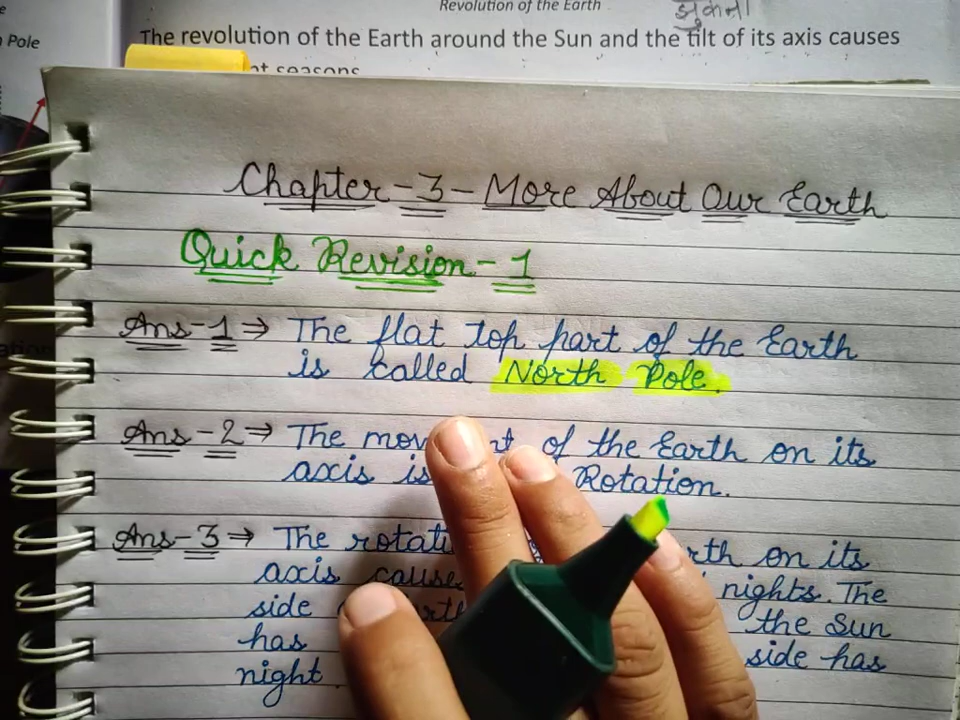 Revolution of the Earth
झुकना
The revolution of the Earth around the Sun and the tilt of its axis causes
seasons
Pole
Chapter-3-More About Our Earth
Quick Revision-1
Ans-1⇒ The flat top part of the Earth
is called North Pole.
Ans-2⇒ The of the Earth on its
axis is Rotation.
Ans-3⇒ The on its
axis nights. The
side the Sun
has side has
night